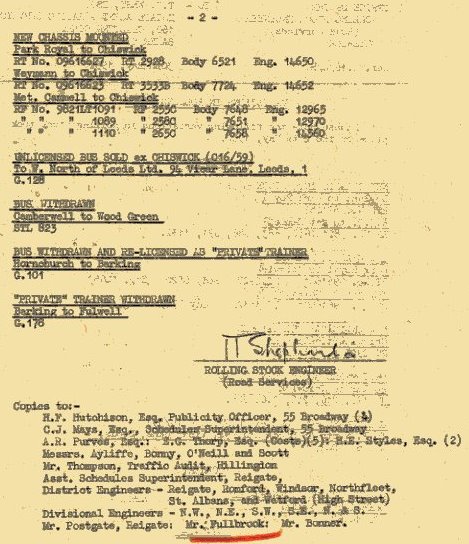 - 2 -
NEW CHASSIS MOUNTED
Park Royal to Chiswick
RT No. 09616627 RT 2928 Body 6521 Eng. 14650
Weymann to Chiswick
RT No. 09616623 RT 3533B Body 7724 Eng. 14652
Met. Cammell to Chiswick
RF No. 9821LT1091 RF 2550 Body 7648 Eng. 12965
" " " 1089 " 2580 " 7651 " 12970
" " " 1110 " 2650 " 7658 " 14560
UNLICENSED BUS SOLD ex CHISWICK (016/59)
To W. North of Leeds Ltd. 94 Vicar Lane, Leeds, 1
G.128
BUS WITHDRAWN
Camberwell to Wood Green
STL 823
BUS WITHDRAWN AND RE-LICENSED AS "PRIVATE" TRAINER
Hornchurch to Barking
G.101
"PRIVATE" TRAINER WITHDRAWN
Barking to Fulwell
G.178
ROLLING STOCK ENGINEER
(Road Services)
Copies to:-
H.F. Hutchison, Esq. Publicity Officer, 55 Broadway (4)
C.J. Mays, Esq., Schedules Superintendent, 55 Broadway
A.R. Purves, Esq.: E.G. Thorp, Esq. (Costs)(5): H.E. Styles, Esq. (2)
Messrs. Ayliffe, Bonny, O'Neill and Scott
Mr. Thompson, Traffic Audit, Hillingdon
Asst. Schedules Superintendent, Reigate,
District Engineers - Reigate, Romford, Windsor, Northfleet,
St. Albans, and Watford (High Street)
Divisional Engineers - N.W., N.E., S.W., S.E., N. & S.
Mr. Postgate, Reigate: Mr. Fullbrook: Mr. Bonner.